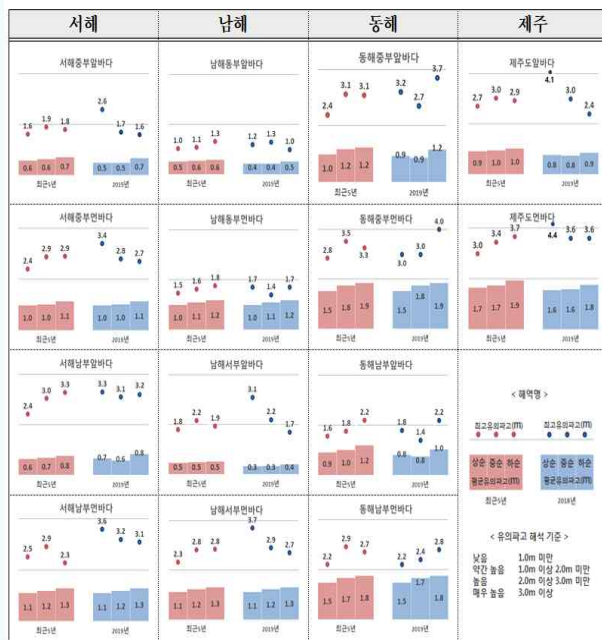 서해 남해 동해 제주
서해중부앞바다 남해동부앞바다 동해중부앞바다 제주도앞바다
1.6 1.9 1.8 2.6 1.7 1.6
0.6 0.6 0.7 0.5 0.5 0.7
최근5년 2019년
1.0 1.1 1.3 1.2 1.3 1.0
0.5 0.6 0.6 0.4 0.4 0.5
최근5년 2019년
2.4 3.1 3.1 3.2 2.7 3.7
1.0 1.2 1.2 0.9 0.9 1.2
최근5년 2019년
2.7 3.0 2.9 4.1 3.0 2.4
0.9 1.0 1.0 0.8 0.8 0.9
최근5년 2019년
서해중부먼바다 남해동부먼바다 동해중부먼바다 제주도먼바다
2.4 2.9 2.9 3.4 2.8 2.7
1.0 1.0 1.1 1.0 1.0 1.1
최근5년 2019년
1.5 1.6 1.8 1.7 1.4 1.7
1.0 1.1 1.2 1.0 1.1 1.2
최근5년 2019년
2.8 3.5 3.3 3.0 3.0 4.0
1.5 1.8 1.9 1.5 1.8 1.9
최근5년 2019년
3.0 3.4 3.7 4.4 3.6 3.6
1.7 1.7 1.9 1.6 1.6 1.8
최근5년 2019년
서해남부앞바다 남해서부앞바다 동해남부앞바다
2.4 3.0 3.3 3.3 3.1 3.2
0.6 0.7 0.8 0.7 0.6 0.8
최근5년 2019년
1.8 2.2 1.9 3.1 2.2 1.7
0.5 0.5 0.5 0.3 0.3 0.4
최근5년 2019년
1.6 1.8 2.2 1.8 1.4 2.2
0.9 1.0 1.2 0.8 0.8 1.0
최근5년 2019년
서해남부먼바다 남해서부먼바다 동해남부먼바다
2.5 2.9 2.3 3.6 3.2 3.1
1.1 1.2 1.3 1.1 1.2 1.3
최근5년 2019년
2.3 2.8 2.8 3.7 2.9 2.7
1.1 1.2 1.3 1.1 1.2 1.3
최근5년 2019년
2.2 2.9 2.7 2.2 2.4 2.8
1.5 1.7 1.8 1.5 1.7 1.8
최근5년 2019년
< 해역명 >
최고유의파고(m) 최고유의파고(m)
상순 중순 하순 상순 중순 하순
평균유의파고(m) 평균유의파고(m)
최근5년 2018년
< 유의파고 해석 기준 >
낮음 1.0m 미만
약간 높음 1.0m 이상 2.0m 미만
높음 2.0m 이상 3.0m 미만
매우 높음 3.0m 이상